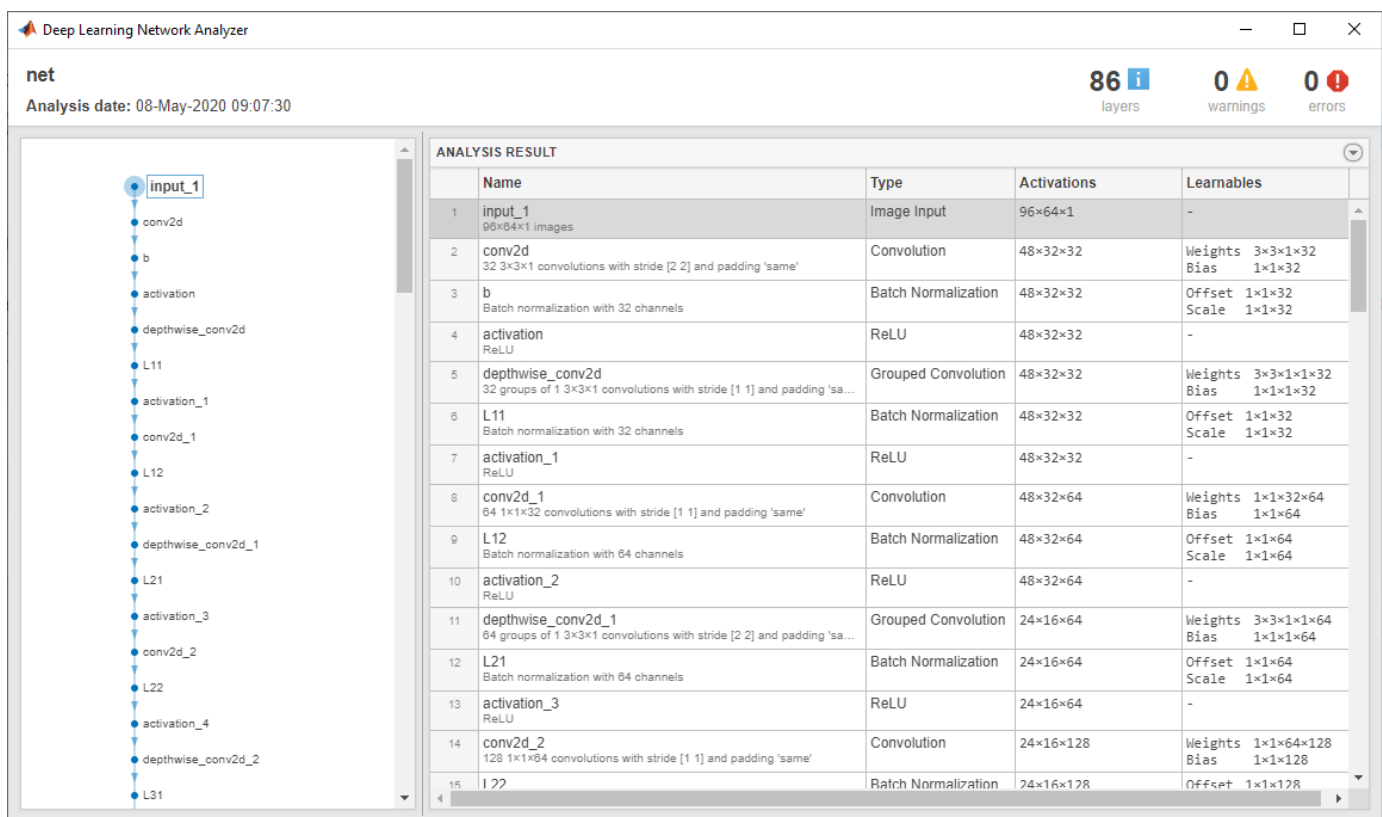 Deep Learning Network Analyzer
net
Analysis date: 08-May-2020 09:07:30
86 i
layers
0
warnings
0
errors
input_1
conv2d
b
activation
depthwise_conv2d
L11
activation_1
conv2d_1
L12
activation_2
depthwise_conv2d_1
L21
activation_3
conv2d_2
L22
activation_4
depthwise_conv2d_2
L31
ANALYSIS RESULT
Name Type Activations Learnables
1 input_1 Image Input 96×64×1 -
96×64×1 images
2 conv2d Convolution 48×32×32 Weights 3×3×1×32
32 3×3×1 convolutions with stride [2 2] and padding 'same' Bias 1×1×32
3 b Batch Normalization 48×32×32 Offset 1×1×32
Batch normalization with 32 channels Scale 1×1×32
4 activation ReLU 48×32×32 -
ReLU
5 depthwise_conv2d Grouped Convolution 48×32×32 Weights 3×3×1×1×32
32 groups of 1 3×3×1 convolutions with stride [1 1] and padding 'sa... Bias 1×1×1×32
6 L11 Batch Normalization 48×32×32 Offset 1×1×32
Batch normalization with 32 channels Scale 1×1×32
7 activation_1 ReLU 48×32×32 -
ReLU
8 conv2d_1 Convolution 48×32×64 Weights 1×1×32×64
64 1×1×32 convolutions with stride [1 1] and padding 'same' Bias 1×1×64
9 L12 Batch Normalization 48×32×64 Offset 1×1×64
Batch normalization with 64 channels Scale 1×1×64
10 activation_2 ReLU 48×32×64 -
ReLU
11 depthwise_conv2d_1 Grouped Convolution 24×16×64 Weights 3×3×1×1×64
64 groups of 1 3×3×1 convolutions with stride [2 2] and padding 'sa... Bias 1×1×1×64
12 L21 Batch Normalization 24×16×64 Offset 1×1×64
Batch normalization with 64 channels Scale 1×1×64
13 activation_3 ReLU 24×16×64 -
ReLU
14 conv2d_2 Convolution 24×16×128 Weights 1×1×64×128
128 1×1×64 convolutions with stride [1 1] and padding 'same' Bias 1×1×128
15 L22 Batch Normalization 24×16×128 Offset 1×1×128